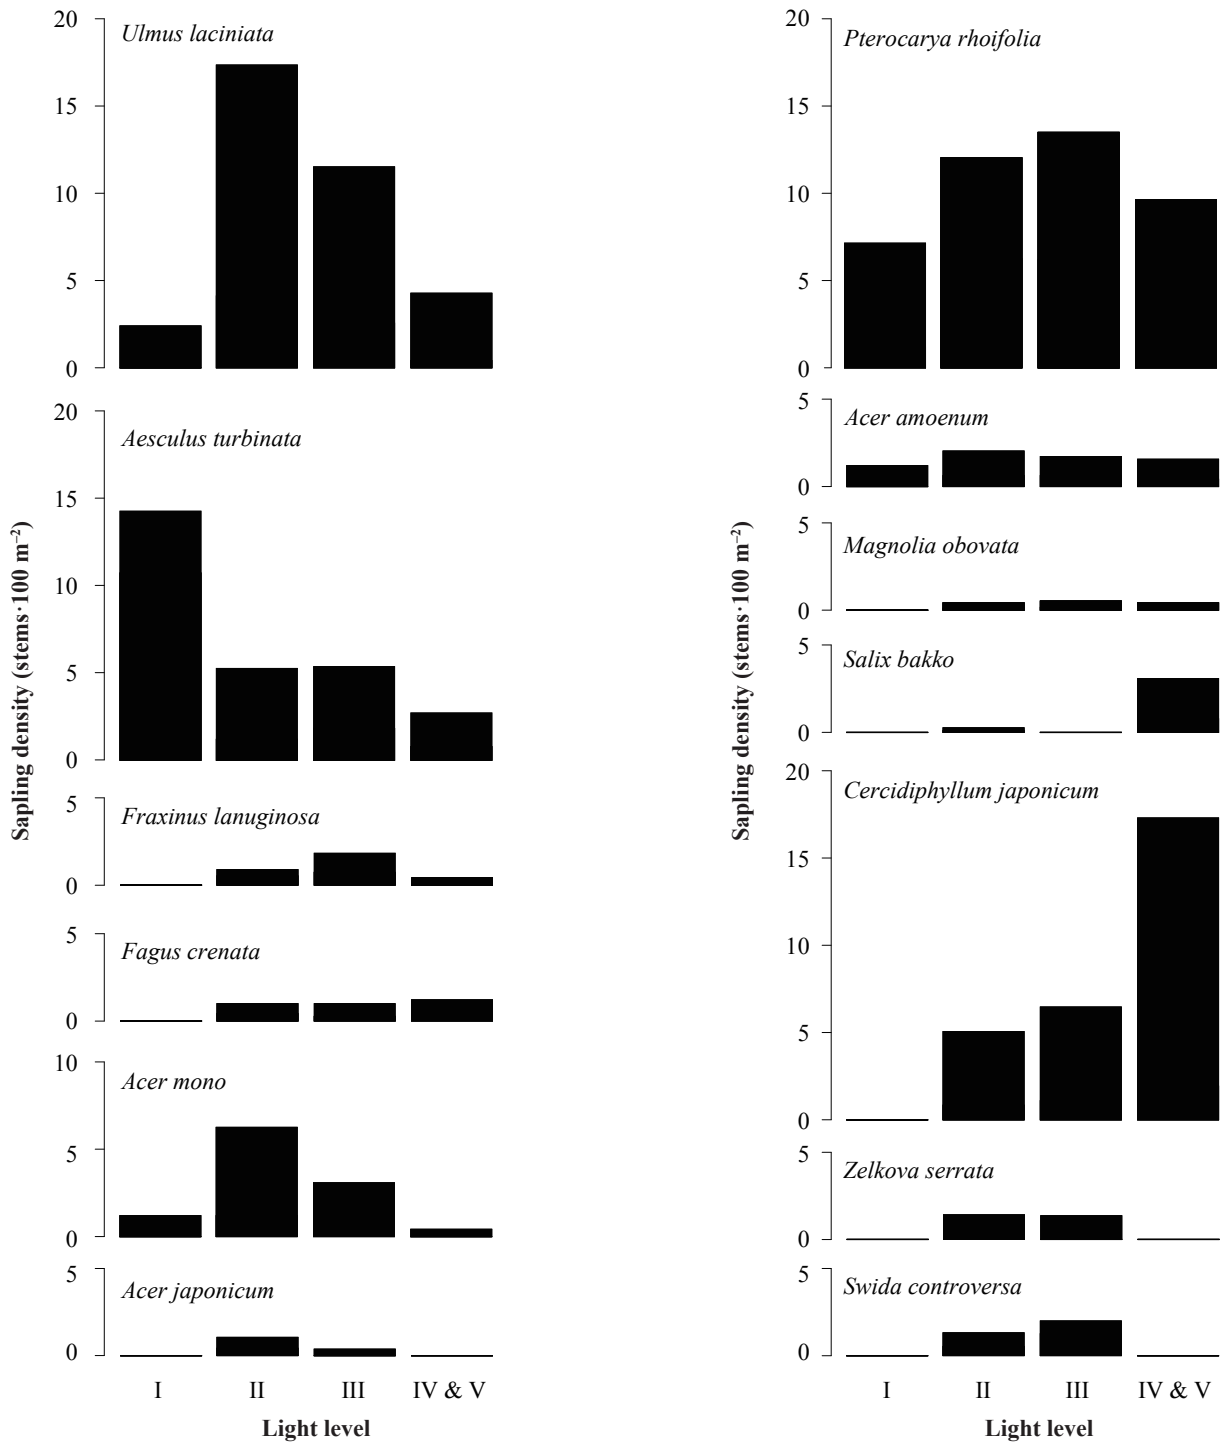 Sapling density (stems·100 m⁻²)
20
15
10
5
0
Ulmus laciniata
20
15
10
5
0
Aesculus turbinata
5
0
Fraxinus lanuginosa
5
0
Fagus crenata
10
5
0
Acer mono
5
0
Acer japonicum
I II III IV & V
Light level
Sapling density (stems·100 m⁻²)
20
15
10
5
0
Pterocarya rhoifolia
5
0
Acer amoenum
5
0
Magnolia obovata
5
0
Salix bakko
20
15
10
5
0
Cercidiphyllum japonicum
5
0
Zelkova serrata
5
0
Swida controversa
I II III IV & V
Light level